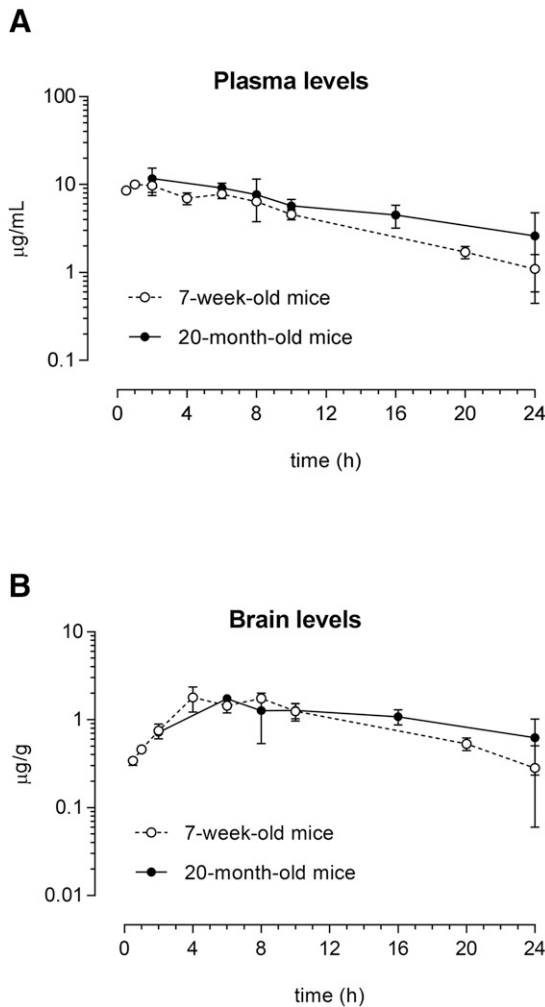 A
Plasma levels
100
10
1
0.1
µg/mL
7-week-old mice
20-month-old mice
0 4 8 12 16 20 24
time (h)
B
Brain levels
10
1
0.1
0.01
µg/g
7-week-old mice
20-month-old mice
0 4 8 12 16 20 24
time (h)